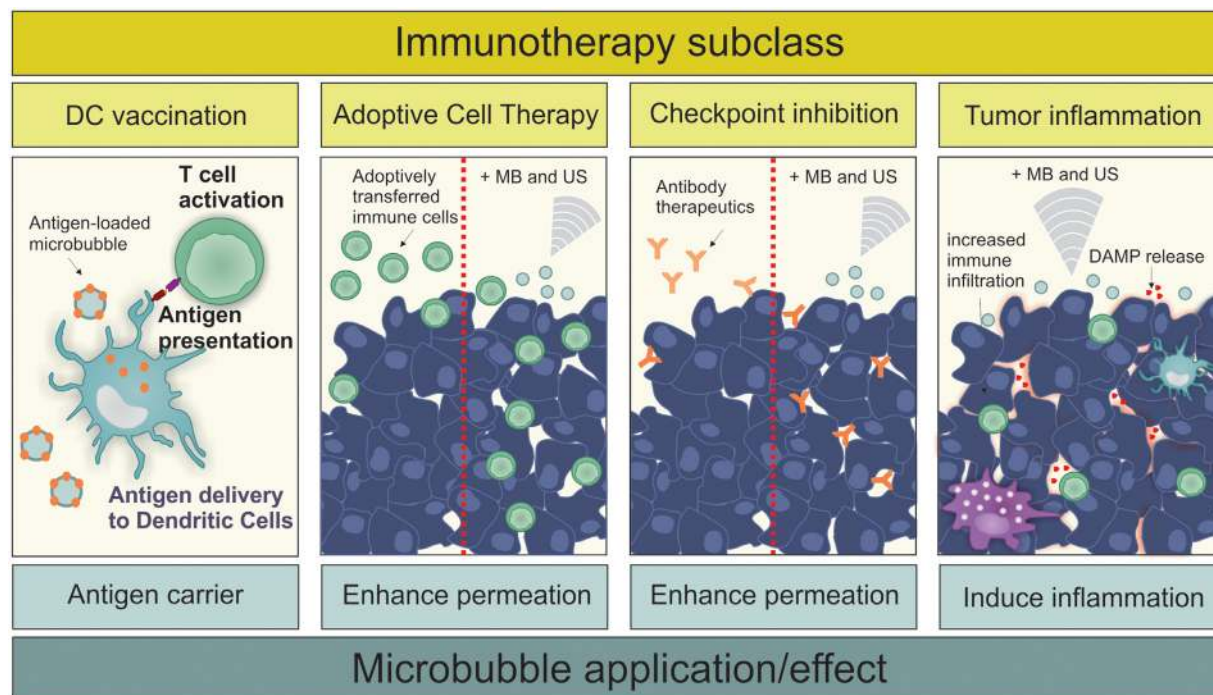 Immunotherapy subclass
DC vaccination
Adoptive Cell Therapy
Checkpoint inhibition
Tumor inflammation
T cell
activation
Antigen-loaded
microbubble
Antigen
presentation
Antigen delivery
to Dendritic Cells
Adoptively
transferred
immune cells
+ MB and US
Antibody
therapeutics
+ MB and US
+ MB and US
increased
immune
infiltration
DAMP release
Antigen carrier
Enhance permeation
Enhance permeation
Induce inflammation
Microbubble application/effect